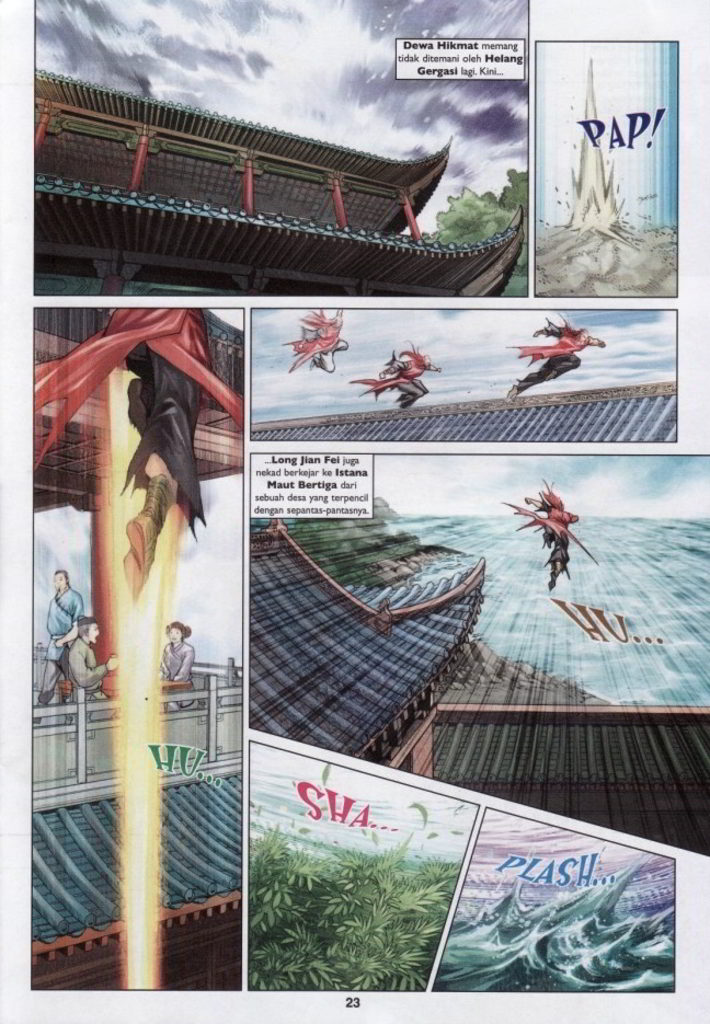 Dewa Hikmat memang
tidak ditemani oleh Helang
Gergasi lagi. Kini...
PAP!
...Long Jian Fei juga
nekad berkejar ke Istana
Maut Bertiga dari
sebuah desa yang terpencil
dengan sepantas-pantasnya.
HU...
HU...
SHA...
PLASH...
23